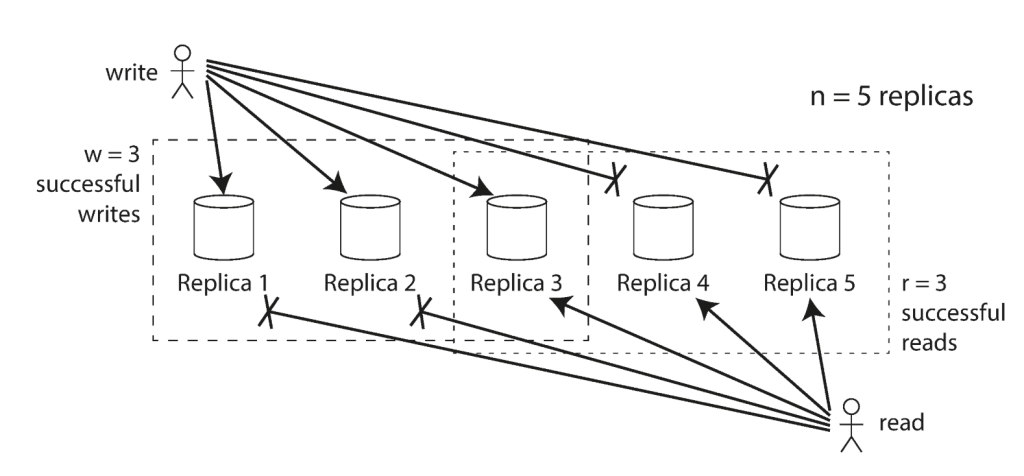 write
n = 5 replicas
w = 3
successful
writes
Replica 1
Replica 2
Replica 3
Replica 4
Replica 5
r = 3
successful
reads
read